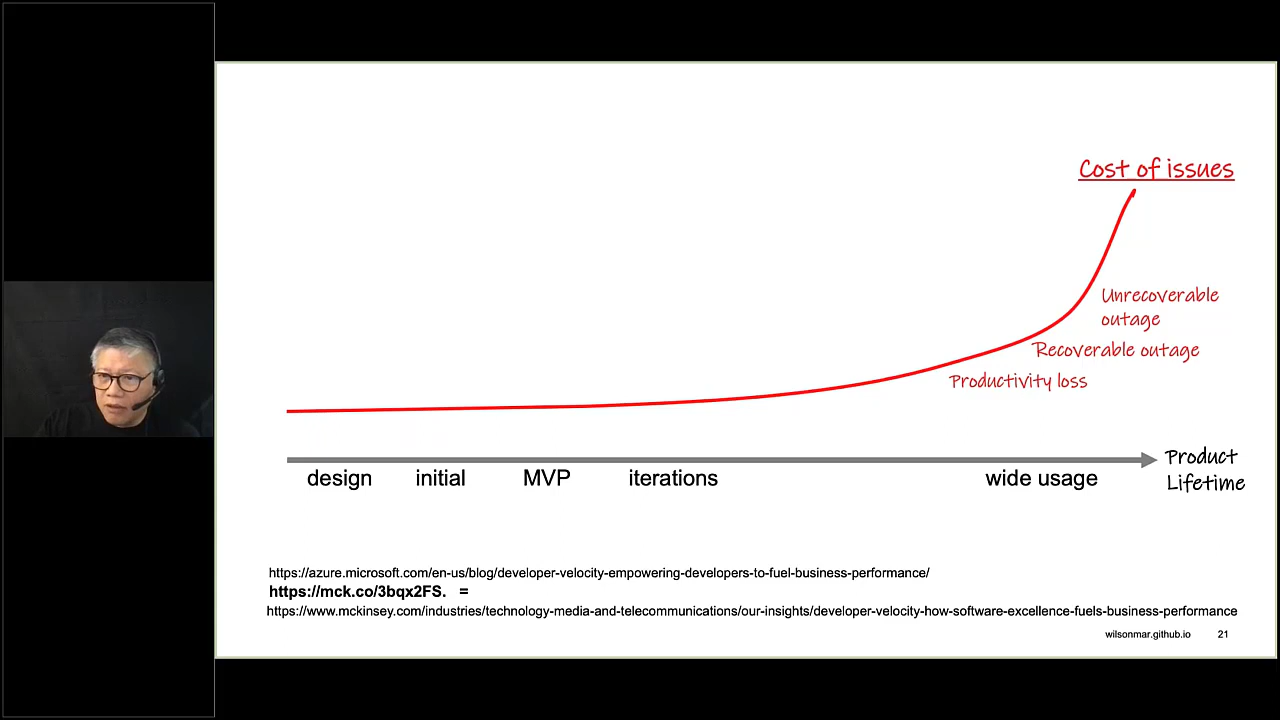 Cost of issues
Unrecoverable
outage
Recoverable outage
Productivity loss
Product
Lifetime
design initial MVP iterations wide usage
https://azure.microsoft.com/en-us/blog/developer-velocity-empowering-developers-to-fuel-business-performance/
https://mck.co/3bqx2FS. =
https://www.mckinsey.com/industries/technology-media-and-telecommunications/our-insights/developer-velocity-how-software-excellence-fuels-business-performance
wilsonmar.github.io 21